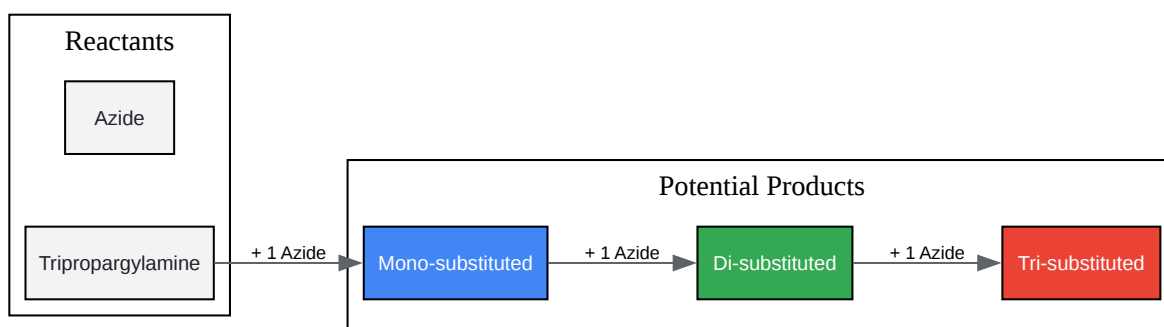 Reactants
Azide
Potential Products
Tripropargylamine
+ 1 Azide
Mono-substituted
+ 1 Azide
Di-substituted
+ 1 Azide
Tri-substituted